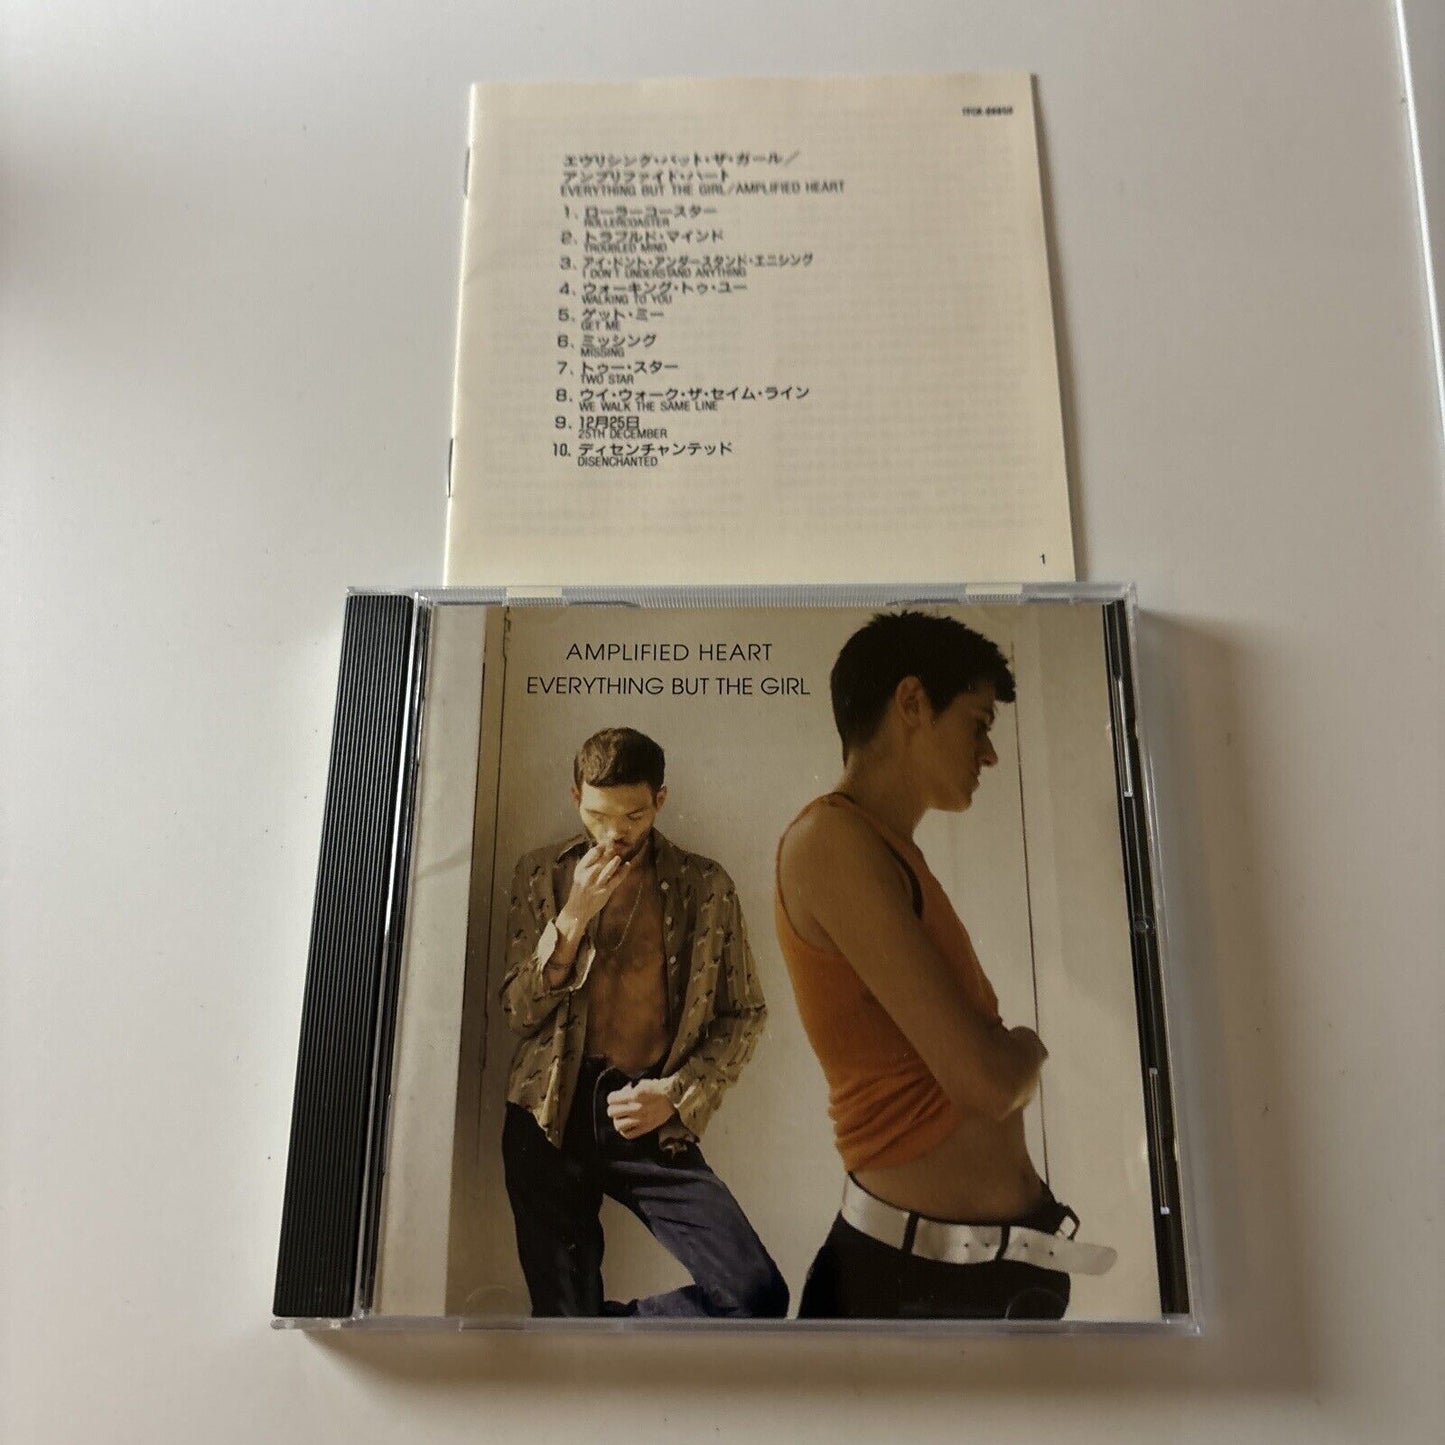 エヴリシング・バット・ザ・ガール／
アンプリファイド・ハート
EVERYTHING BUT THE GIRL/AMPLIFIED HEART
1. ローラーコースター
ROLLERCOASTER
2. トラブルド・マインド
TROUBLED MIND
3. アイ・ドント・アンダースタンド・エニシング
I DON'T UNDERSTAND ANYTHING
4. ウォーキング・トゥ・ユー
WALKING TO YOU
5. ゲット・ミー
GET ME
6. ミッシング
MISSING
7. トゥー・スター
TWO STAR
8. ウイ・ウォーク・ザ・セイム・ライン
WE WALK THE SAME LINE
9. 12月25日
25TH DECEMBER
10. ディセンチャンテッド
DISENCHANTED
1
AMPLIFIED HEART
EVERYTHING BUT THE GIRL